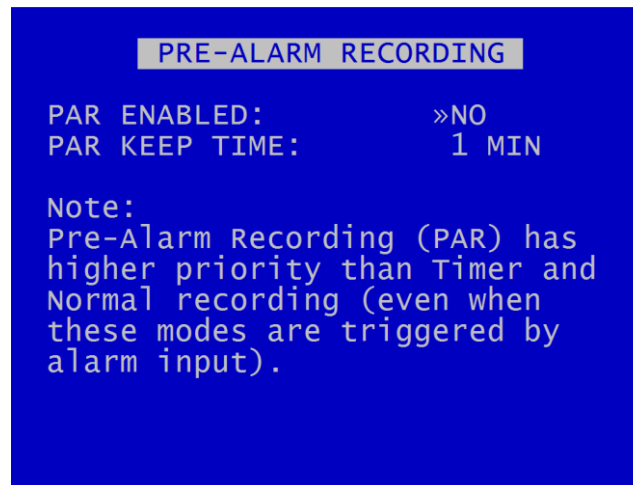 PRE-ALARM RECORDING
PAR ENABLED: »NO
PAR KEEP TIME: 1 MIN
Note:
Pre-Alarm Recording (PAR) has
higher priority than Timer and
Normal recording (even when
these modes are triggered by
alarm input).